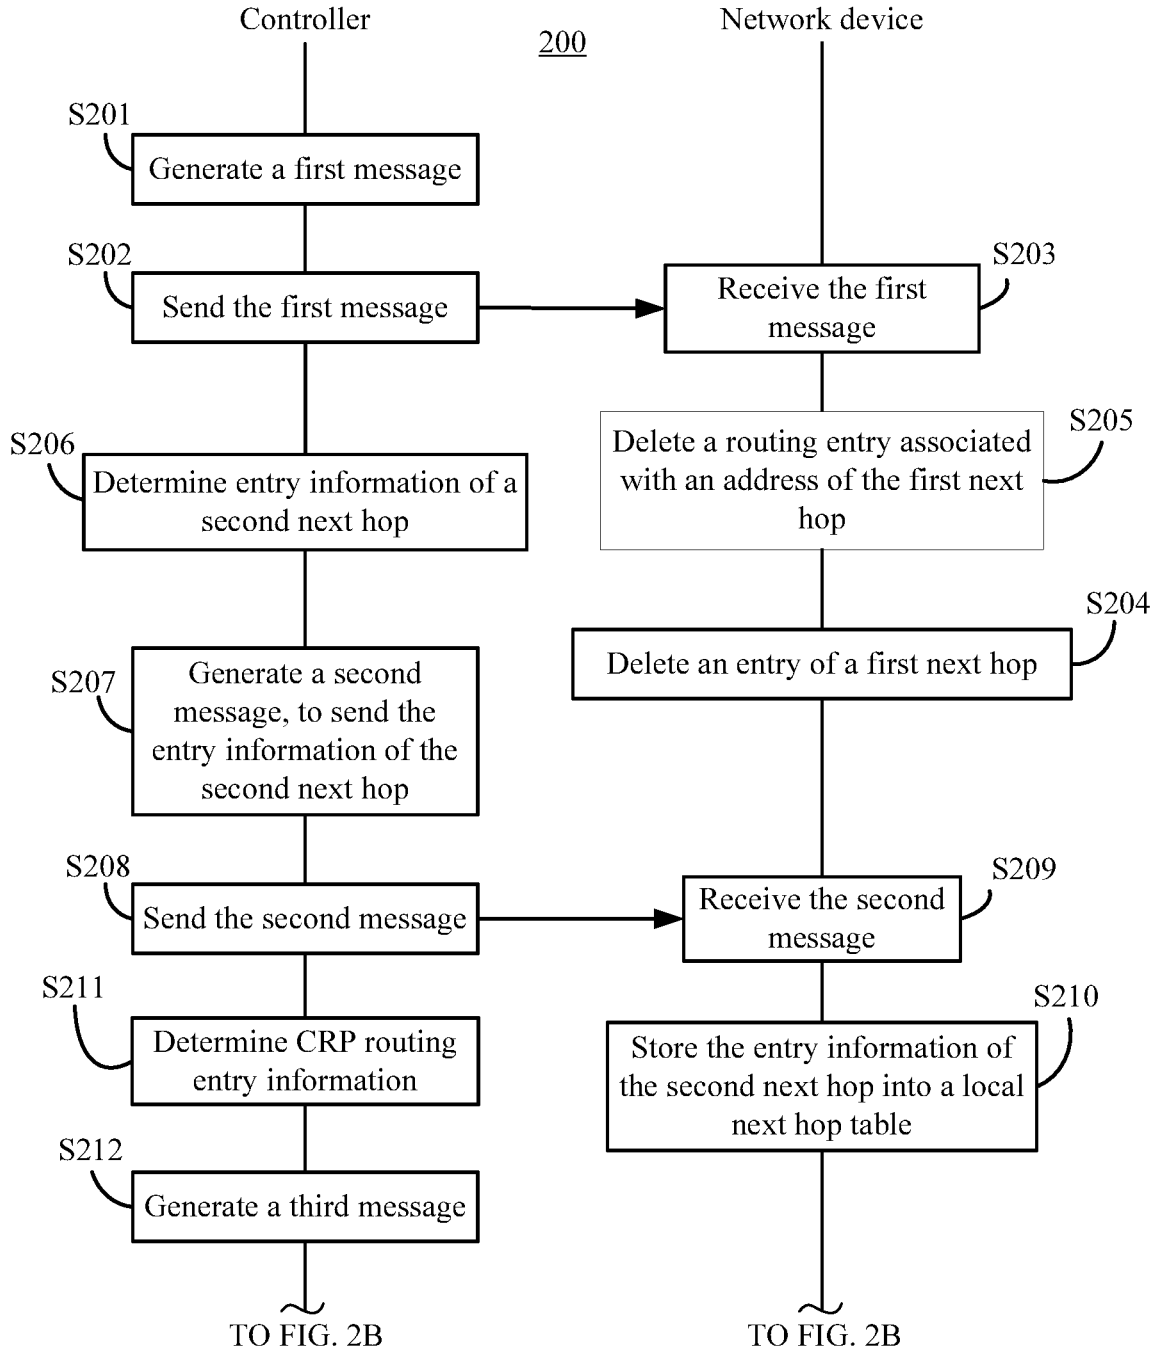 Controller
Network device
200
S201
Generate a first message
S202
Send the first message
S203
Receive the first
message
S205
Delete a routing entry associated
with an address of the first next
hop
S206
Determine entry information of a
second next hop
S204
Delete an entry of a first next hop
S207
Generate a second
message, to send the
entry information of the
second next hop
S208
Send the second message
S209
Receive the second
message
S211
Determine CRP routing
entry information
S210
Store the entry information of
the second next hop into a local
next hop table
S212
Generate a third message
TO FIG. 2B
TO FIG. 2B